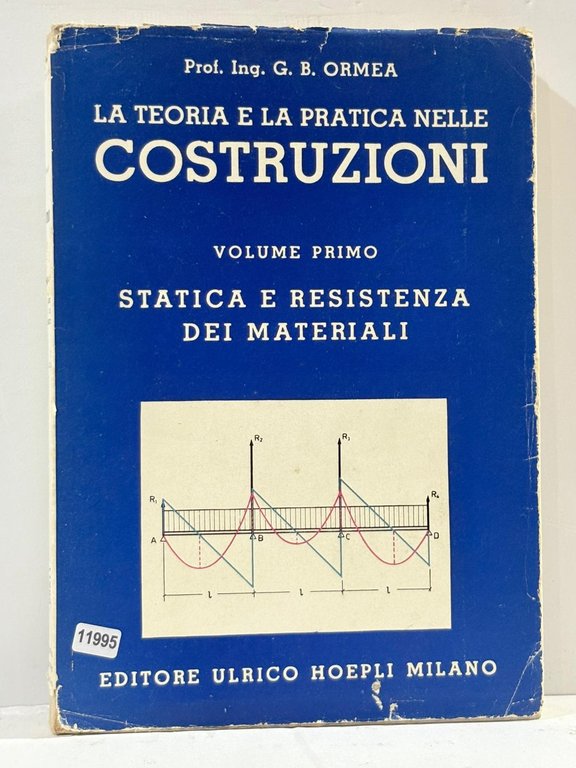 Prof. Ing. G. B. ORMEA
LA TEORIA E LA PRATICA NELLE
COSTRUZIONI
VOLUME PRIMO
STATICA E RESISTENZA
DEI MATERIALI
R₂ R₃
R₁ R₄
A B C D
l l l
11995
EDITORE ULRICO HOEPLI MILANO